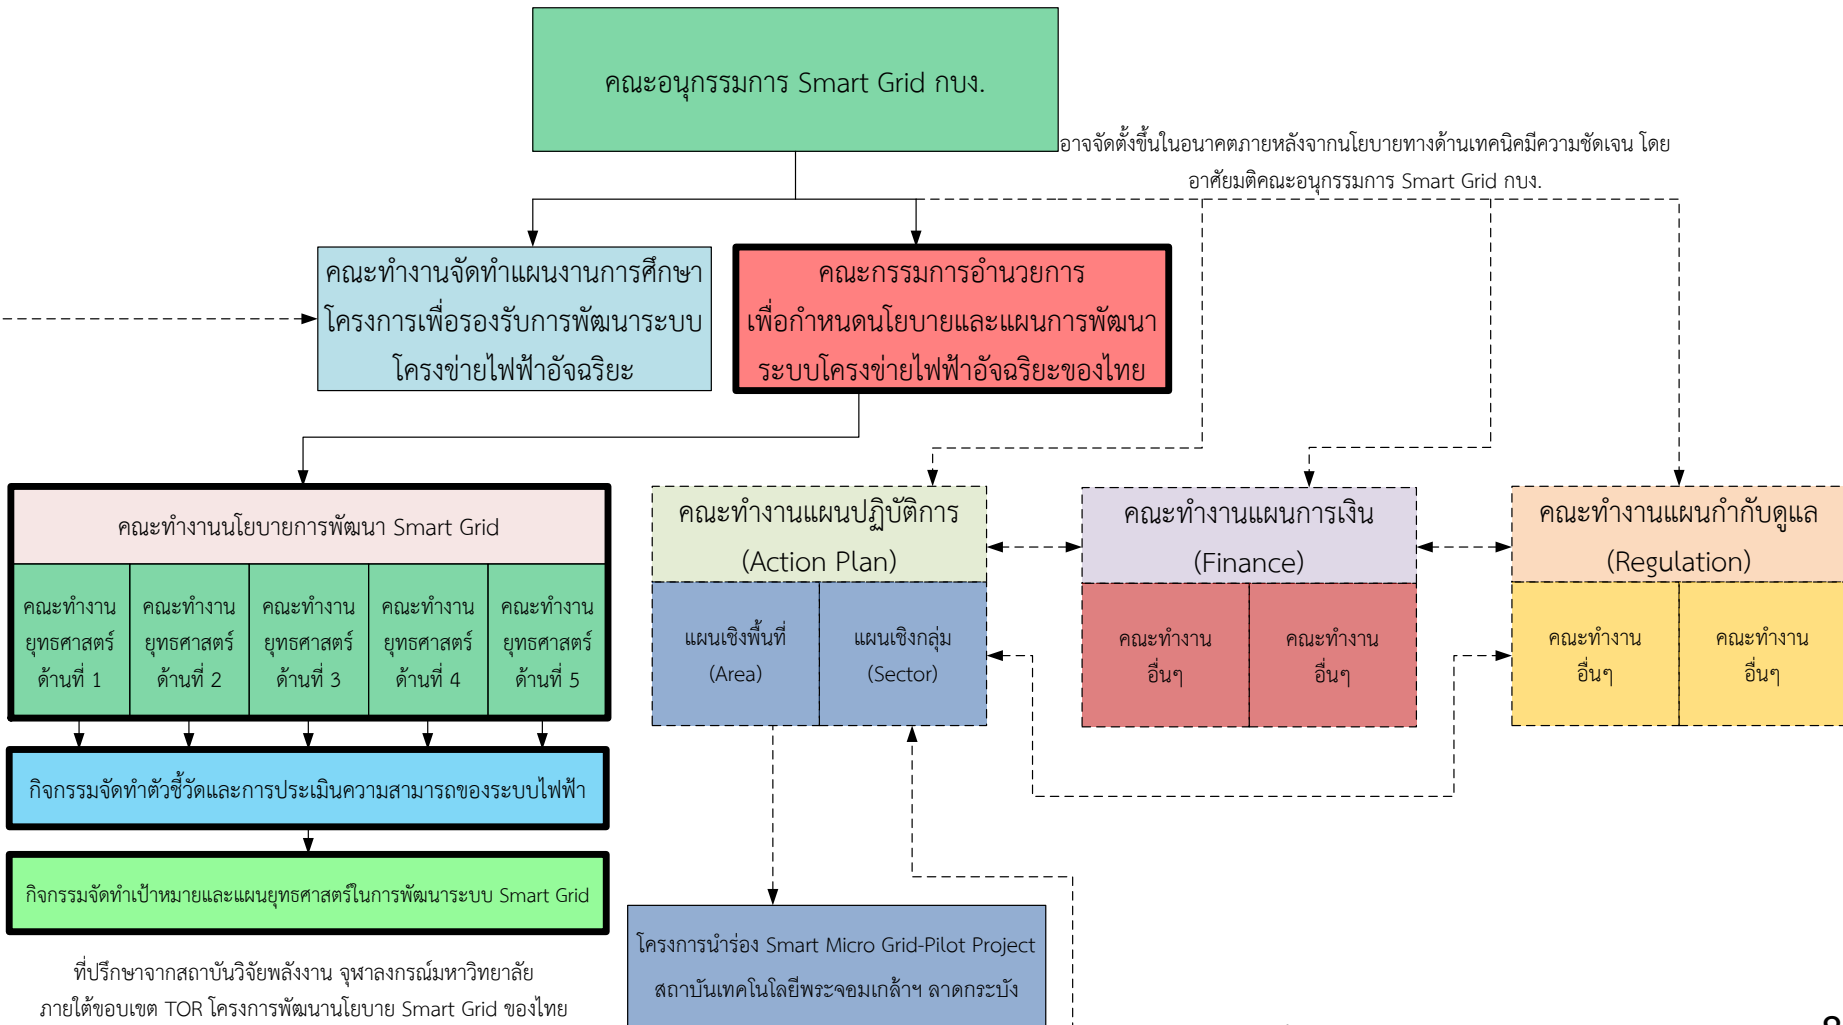 คณะอนุกรรมการ Smart Grid กบง.
อาจจัดตั้งขึ้นในอนาคตภายหลังจากนโยบายทางด้านเทคนิคมีความชัดเจน โดย
อาศัยมติคณะอนุกรรมการ Smart Grid กบง.
คณะทำงานจัดทำแผนงานการศึกษา
โครงการเพื่อรองรับการพัฒนาระบบ
โครงข่ายไฟฟ้าอัจฉริยะ
คณะกรรมการอำนวยการ
เพื่อกำหนดนโยบายและแผนการพัฒนา
ระบบโครงข่ายไฟฟ้าอัจฉริยะของไทย
คณะทำงานนโยบายการพัฒนา Smart Grid
คณะทำงาน
ยุทธศาสตร์
ด้านที่ 1
คณะทำงาน
ยุทธศาสตร์
ด้านที่ 2
คณะทำงาน
ยุทธศาสตร์
ด้านที่ 3
คณะทำงาน
ยุทธศาสตร์
ด้านที่ 4
คณะทำงาน
ยุทธศาสตร์
ด้านที่ 5
กิจกรรมจัดทำตัวชี้วัดและการประเมินความสามารถของระบบไฟฟ้า
กิจกรรมจัดทำเป้าหมายและแผนยุทธศาสตร์ในการพัฒนาระบบ Smart Grid
ที่ปรึกษาจากสถาบันวิจัยพลังงาน จุฬาลงกรณ์มหาวิทยาลัย
ภายใต้ขอบเขต TOR โครงการพัฒนานโยบาย Smart Grid ของไทย
คณะทำงานแผนปฏิบัติการ
(Action Plan)
แผนเชิงพื้นที่
(Area)
แผนเชิงกลุ่ม
(Sector)
คณะทำงานแผนการเงิน
(Finance)
คณะทำงาน
อื่นๆ
คณะทำงาน
อื่นๆ
คณะทำงานแผนกำกับดูแล
(Regulation)
คณะทำงาน
อื่นๆ
คณะทำงาน
อื่นๆ
โครงการนำร่อง Smart Micro Grid-Pilot Project
สถาบันเทคโนโลยีพระจอมเกล้าฯ ลาดกระบัง